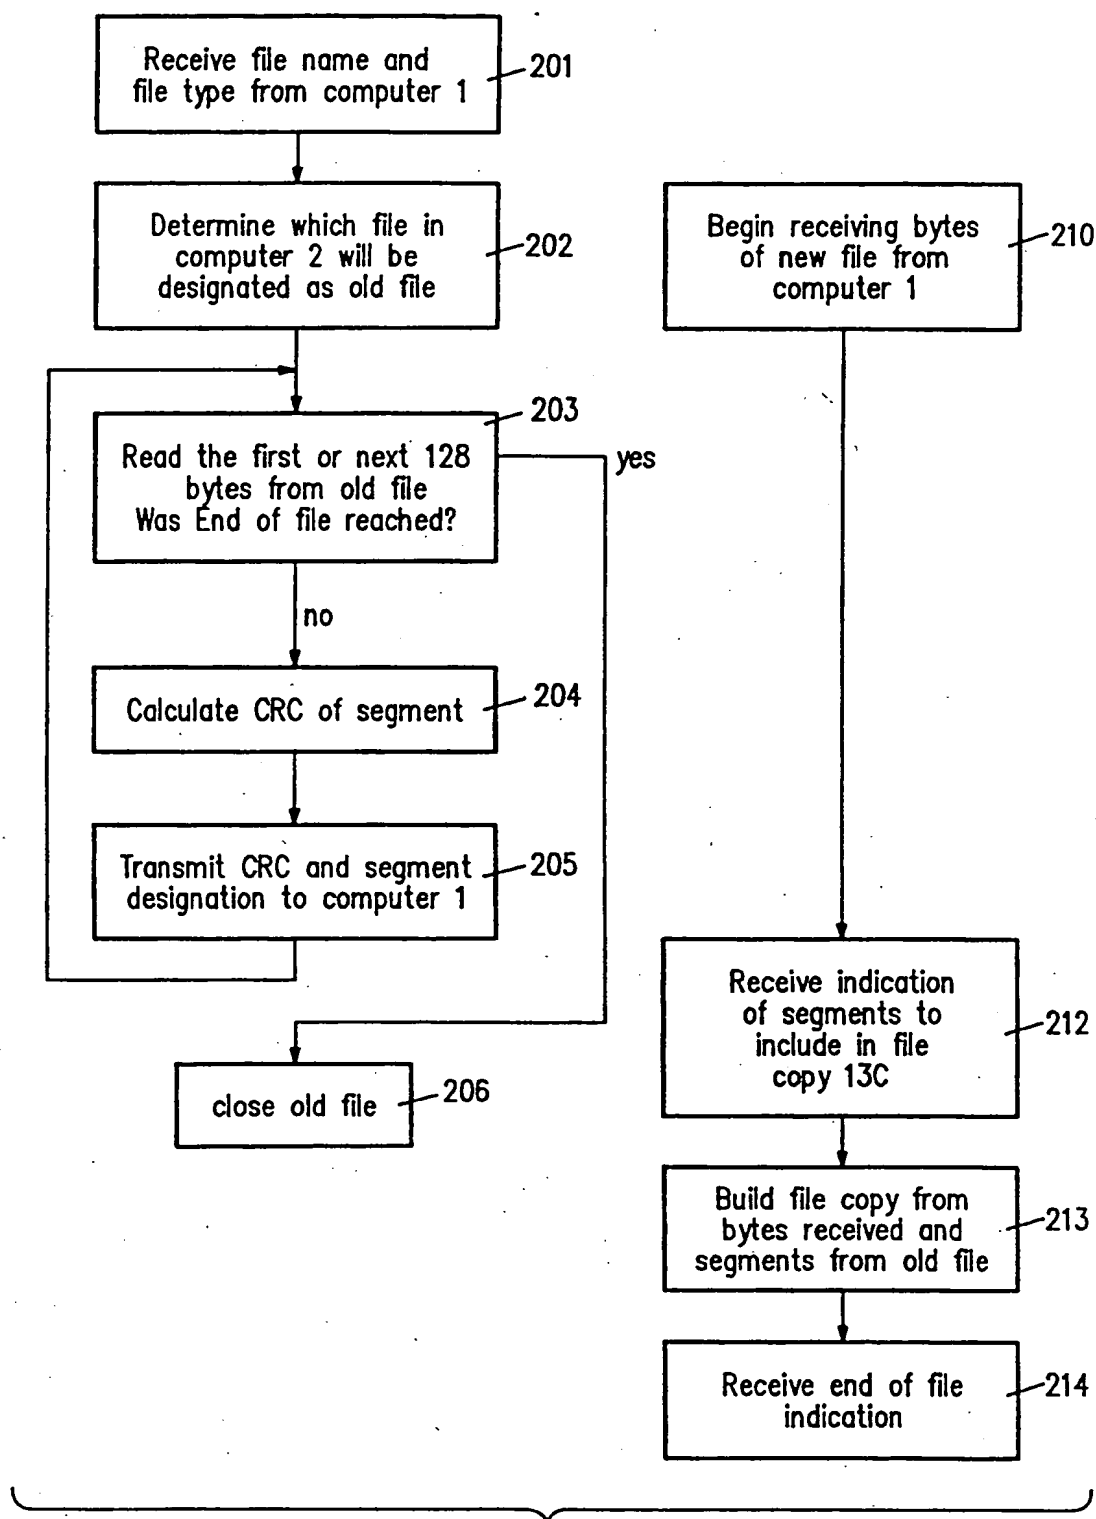 Receive file name and
file type from computer 1
201
Determine which file in
computer 2 will be
designated as old file
202
Read the first or next 128
bytes from old file
Was End of file reached?
203
yes
no
Calculate CRC of segment
204
Transmit CRC and segment
designation to computer 1
205
close old file
206
Begin receiving bytes
of new file from
computer 1
210
Receive indication
of segments to
include in file
copy 13C
212
Build file copy from
bytes received and
segments from old file
213
Receive end of file
indication
214